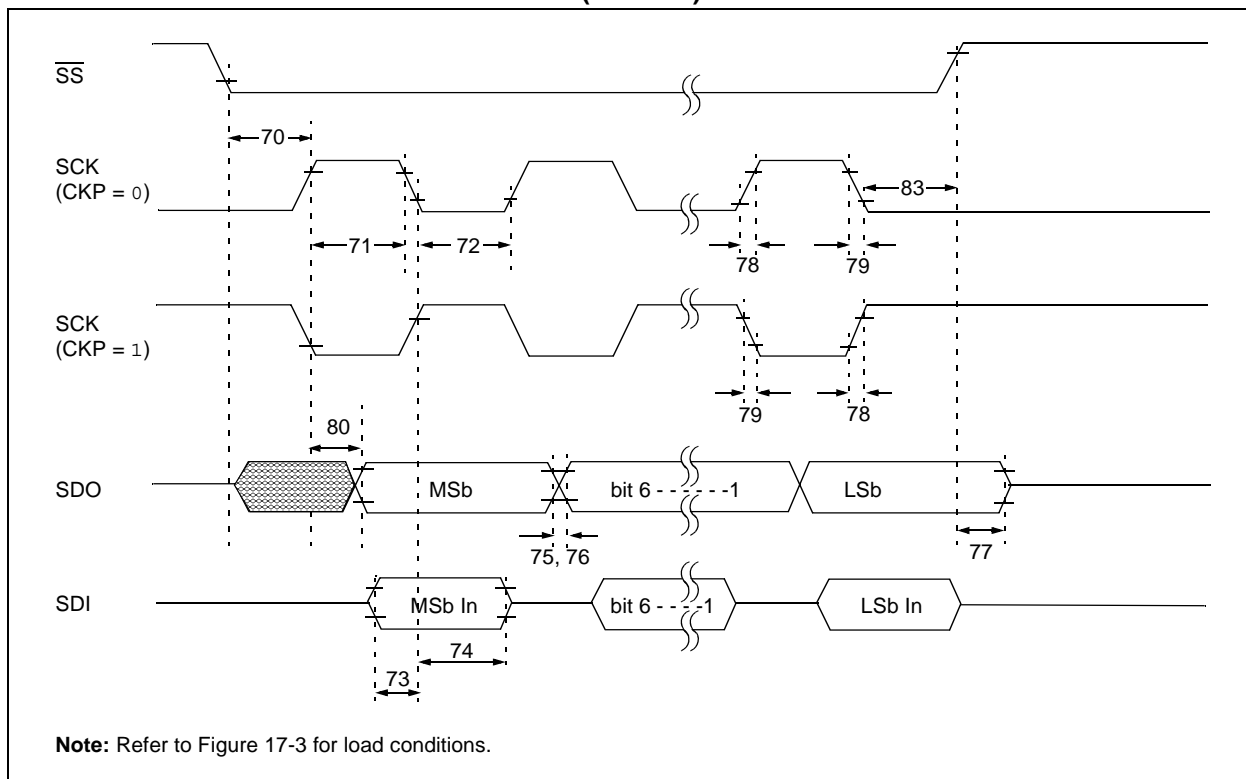 SS
70
SCK
(CKP = 0)
83
71
72
78
79
SCK
(CKP = 1)
79
78
80
SDO
MSb
bit 6 - - - - - -1
LSb
75, 76
77
SDI
MSb In
bit 6 - - - -1
LSb In
74
73
Note: Refer to Figure 17-3 for load conditions.